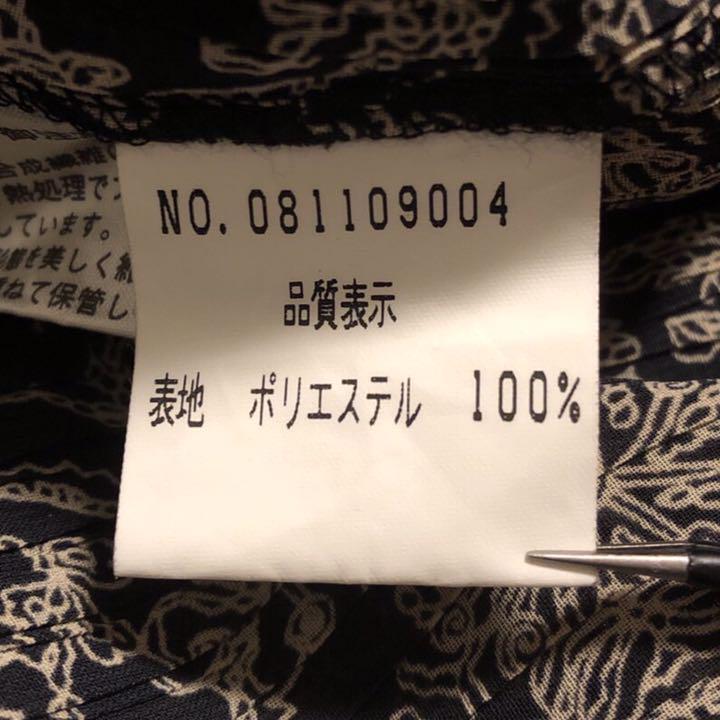 NO.081109004
品質表示
表地　ポリエステル　100%
合成繊維
熱処理で
しています。
を美しく
ねて保管し